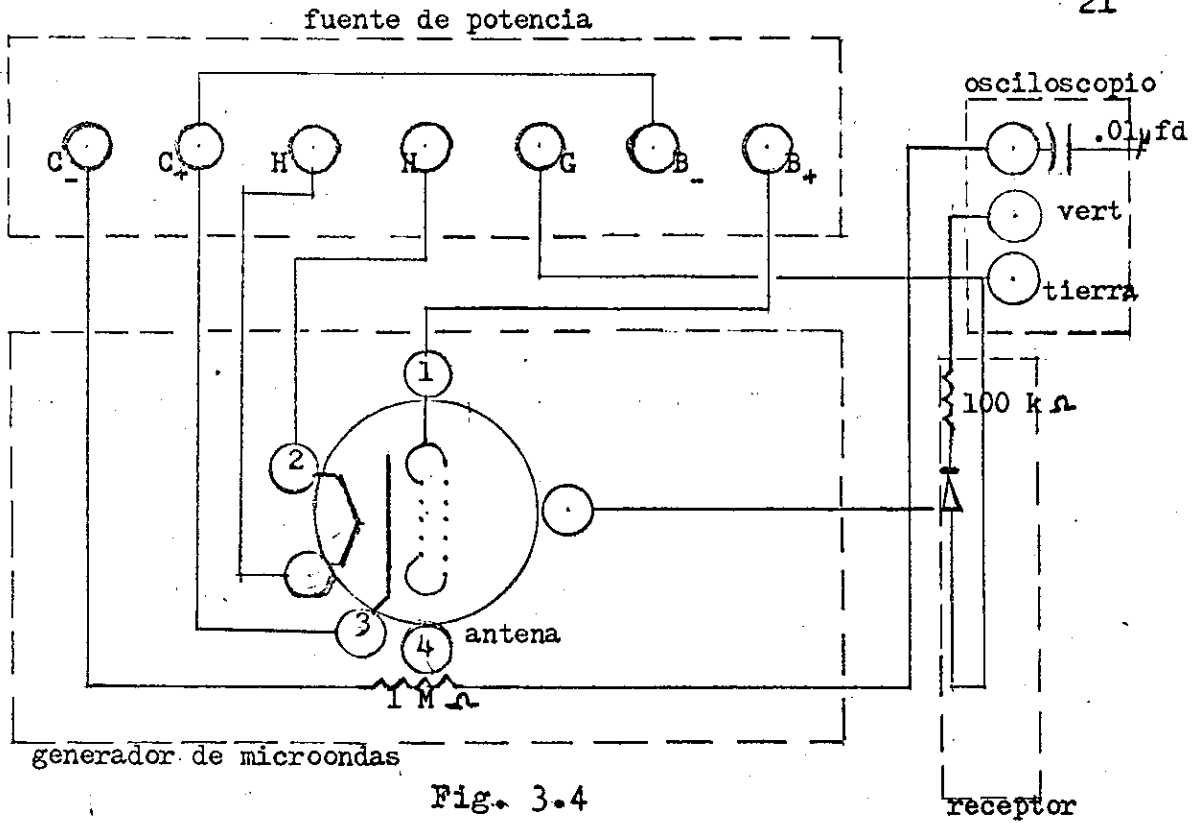 21
fuente de potencia
osciloscopio
C- C+ H H G B- B+
.01µfd
vert
tierra
1
100 kΩ
2
3
4
antena
1 MΩ
generador de microondas
Fig. 3.4
receptor